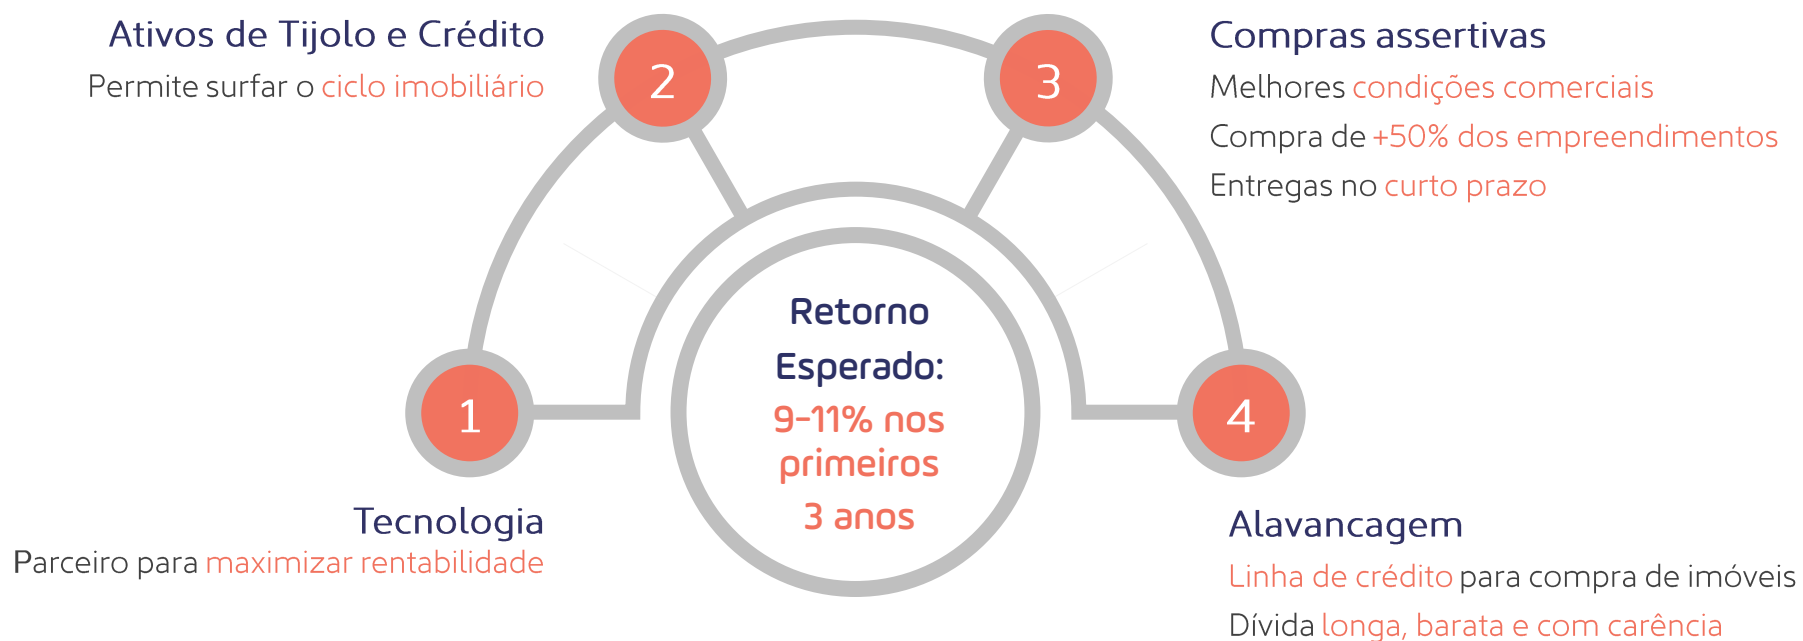 Ativos de Tijolo e Crédito
Permite surfar o ciclo imobiliário
2
3
Compras assertivas
Melhores condições comerciais
Compra de +50% dos empreendimentos
Entregas no curto prazo
Retorno
Esperado:
9-11% nos
primeiros
3 anos
1
Tecnologia
Parceiro para maximizar rentabilidade
4
Alavancagem
Linha de crédito para compra de imóveis
Dívida longa, barata e com carência